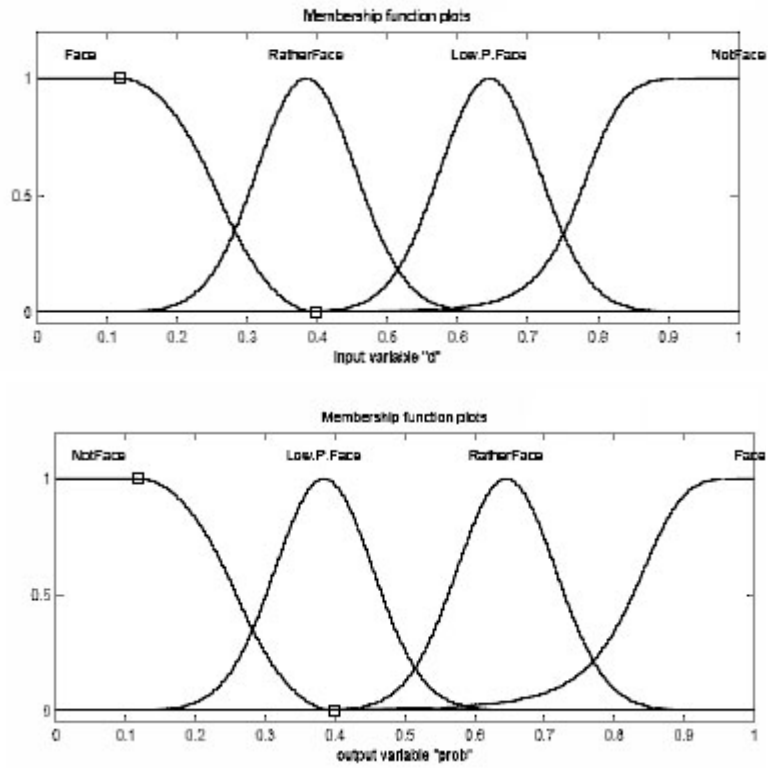 Membership function plots
Face RatherFace Low.P.Face NotFace
1
0.5
0
0 0.1 0.2 0.3 0.4 0.5 0.6 0.7 0.8 0.9 1
input variable "d"
Membership function plots
NotFace Low.P.Face RatherFace Face
1
0.5
0
0 0.1 0.2 0.3 0.4 0.5 0.6 0.7 0.8 0.9 1
output variable "prob"